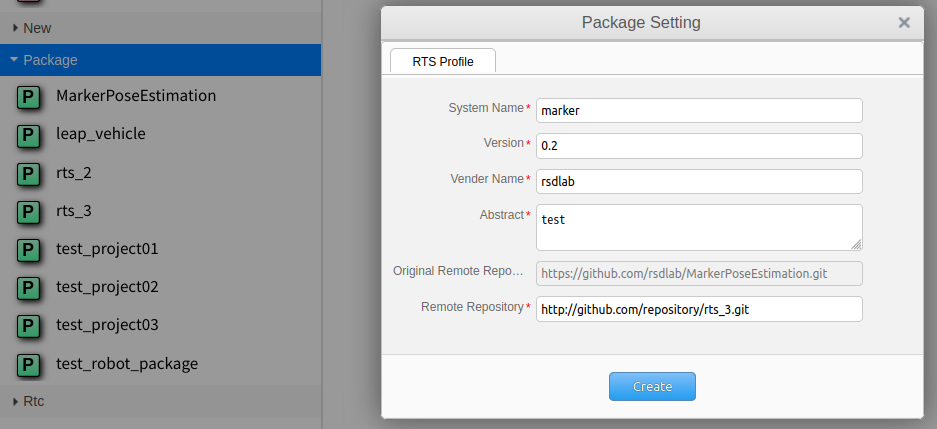 New
Package
P MarkerPoseEstimation
P leap_vehicle
P rts_2
P rts_3
P test_project01
P test_project02
P test_project03
P test_robot_package
Rtc
Package Setting
RTS Profile
System Name* marker
Version* 0.2
Vender Name* rsdlab
Abstract* test
Original Remote Repo... https://github.com/rsdlab/MarkerPoseEstimation.git
Remote Repository* http://github.com/repository/rts_3.git
Create